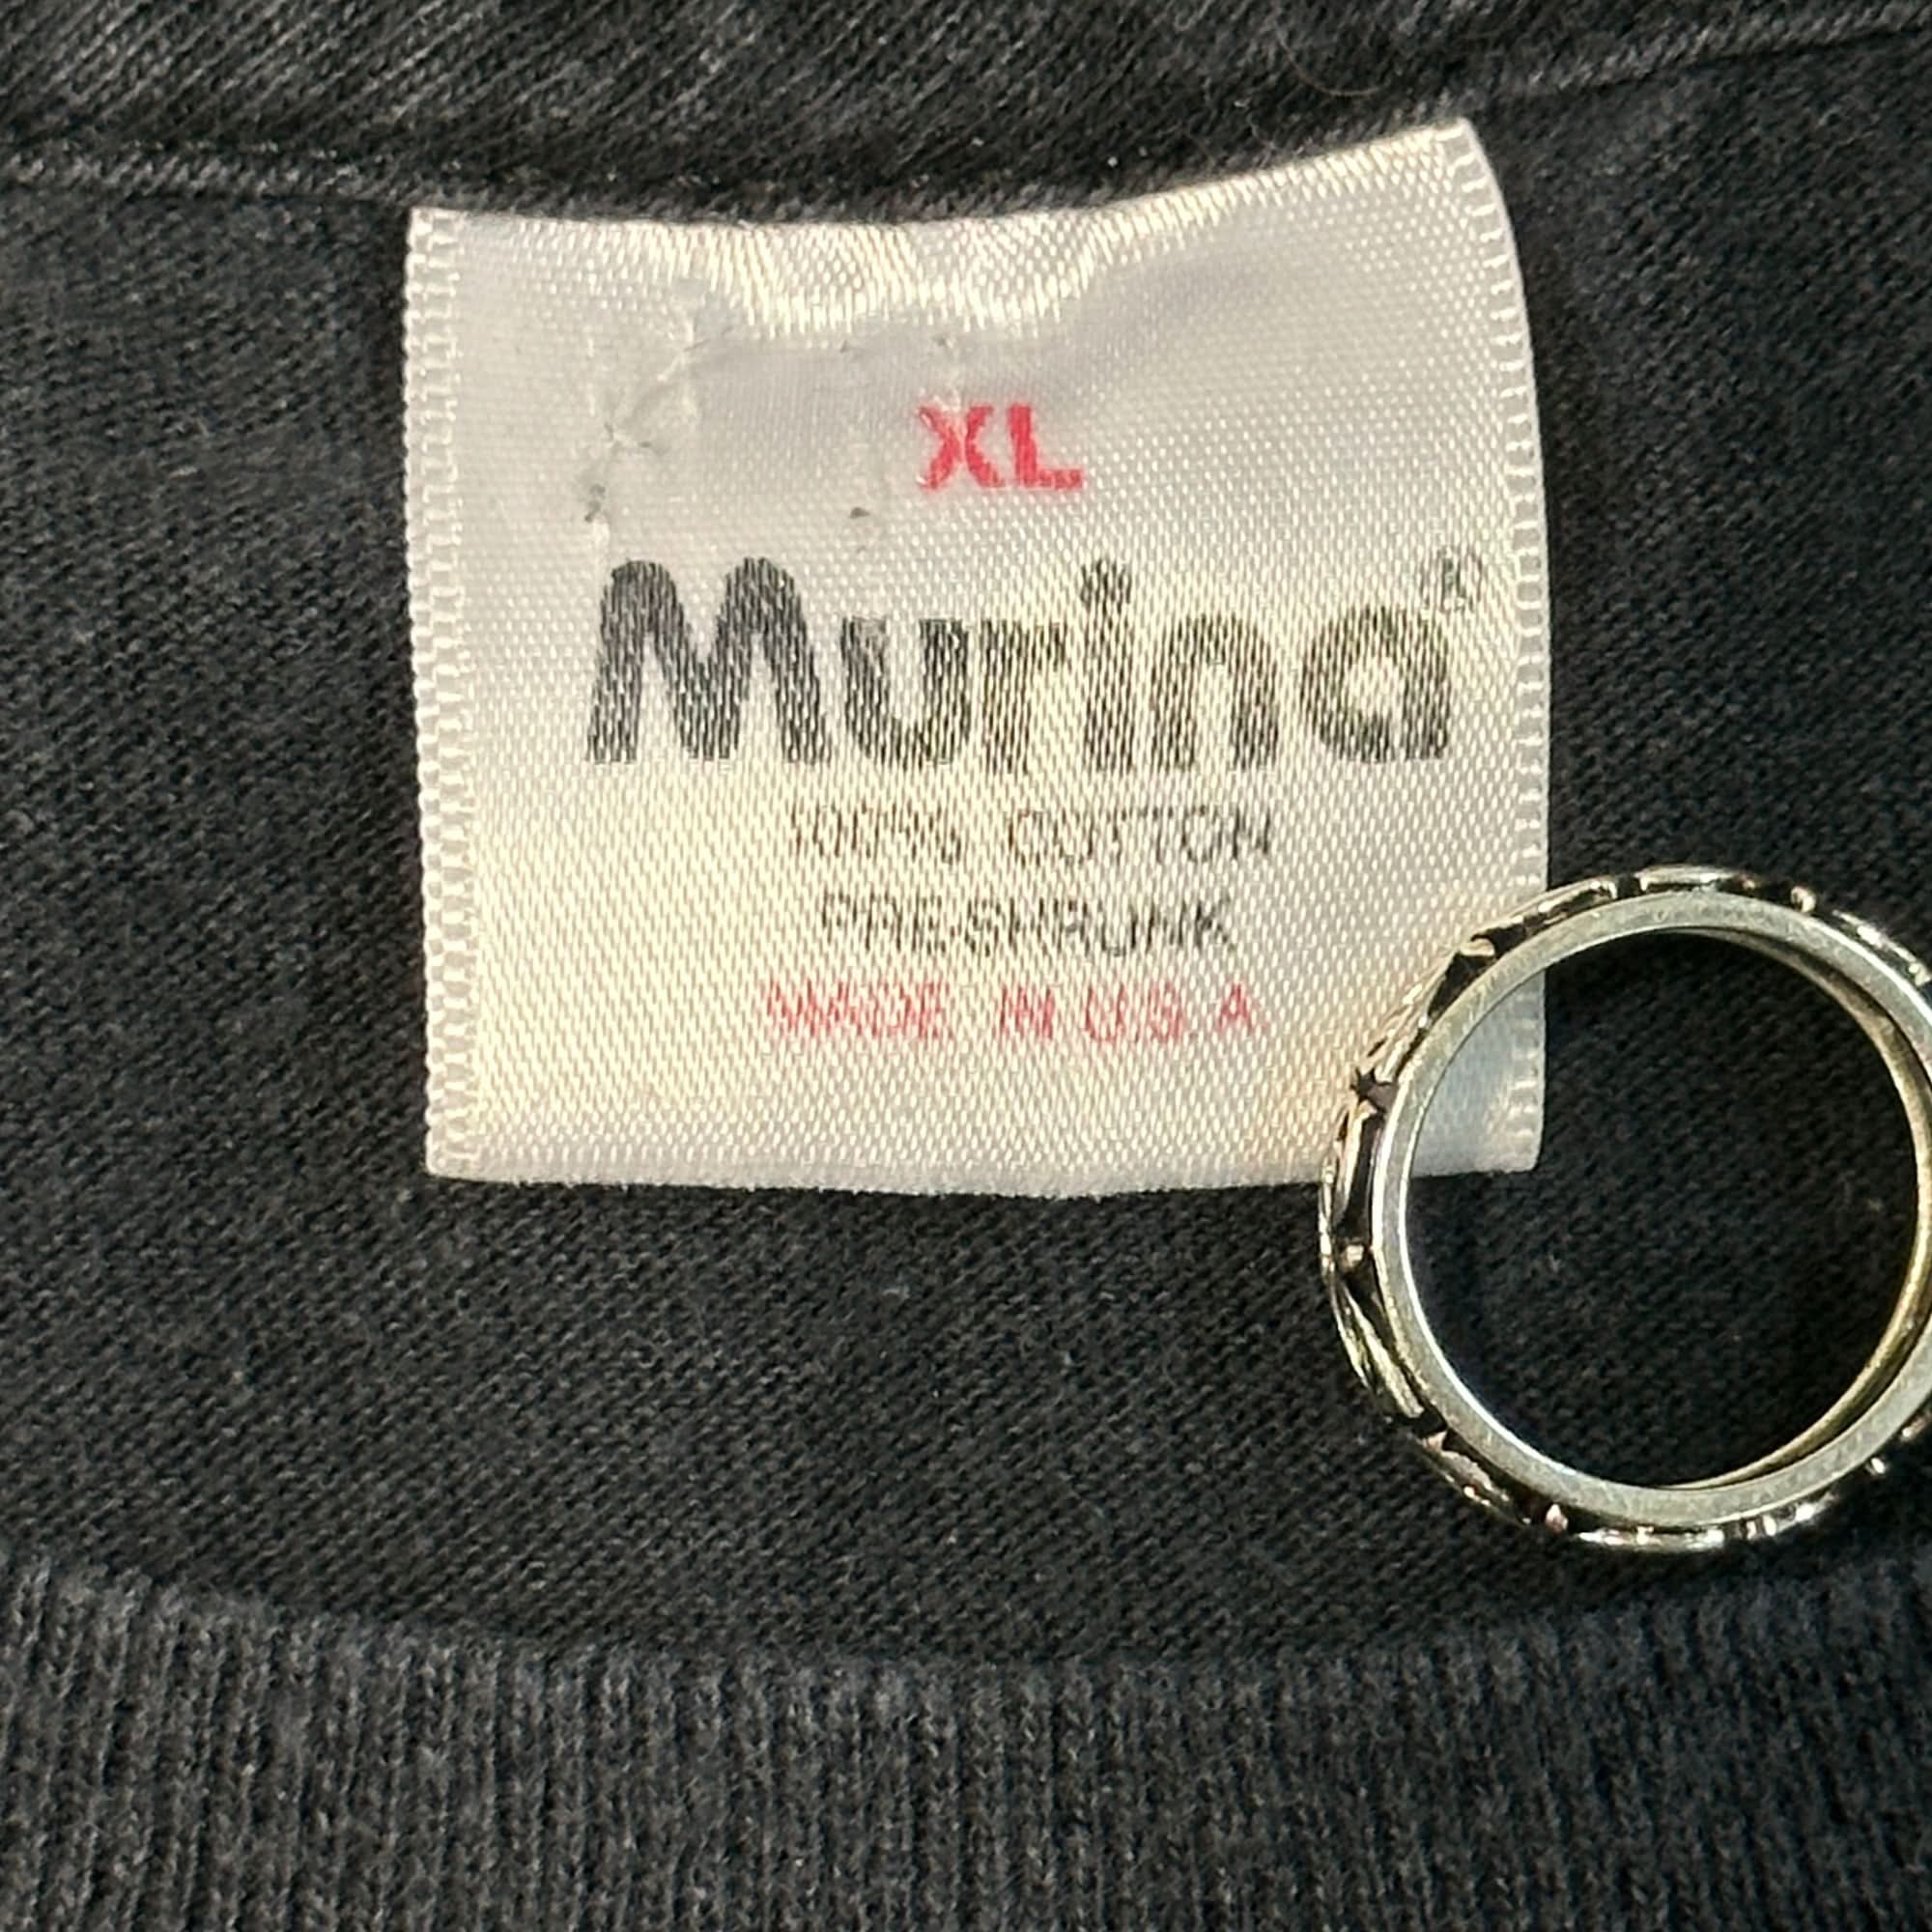 XL
Murina®
100% COTTON
PRESHRUNK
MADE IN U.S.A.